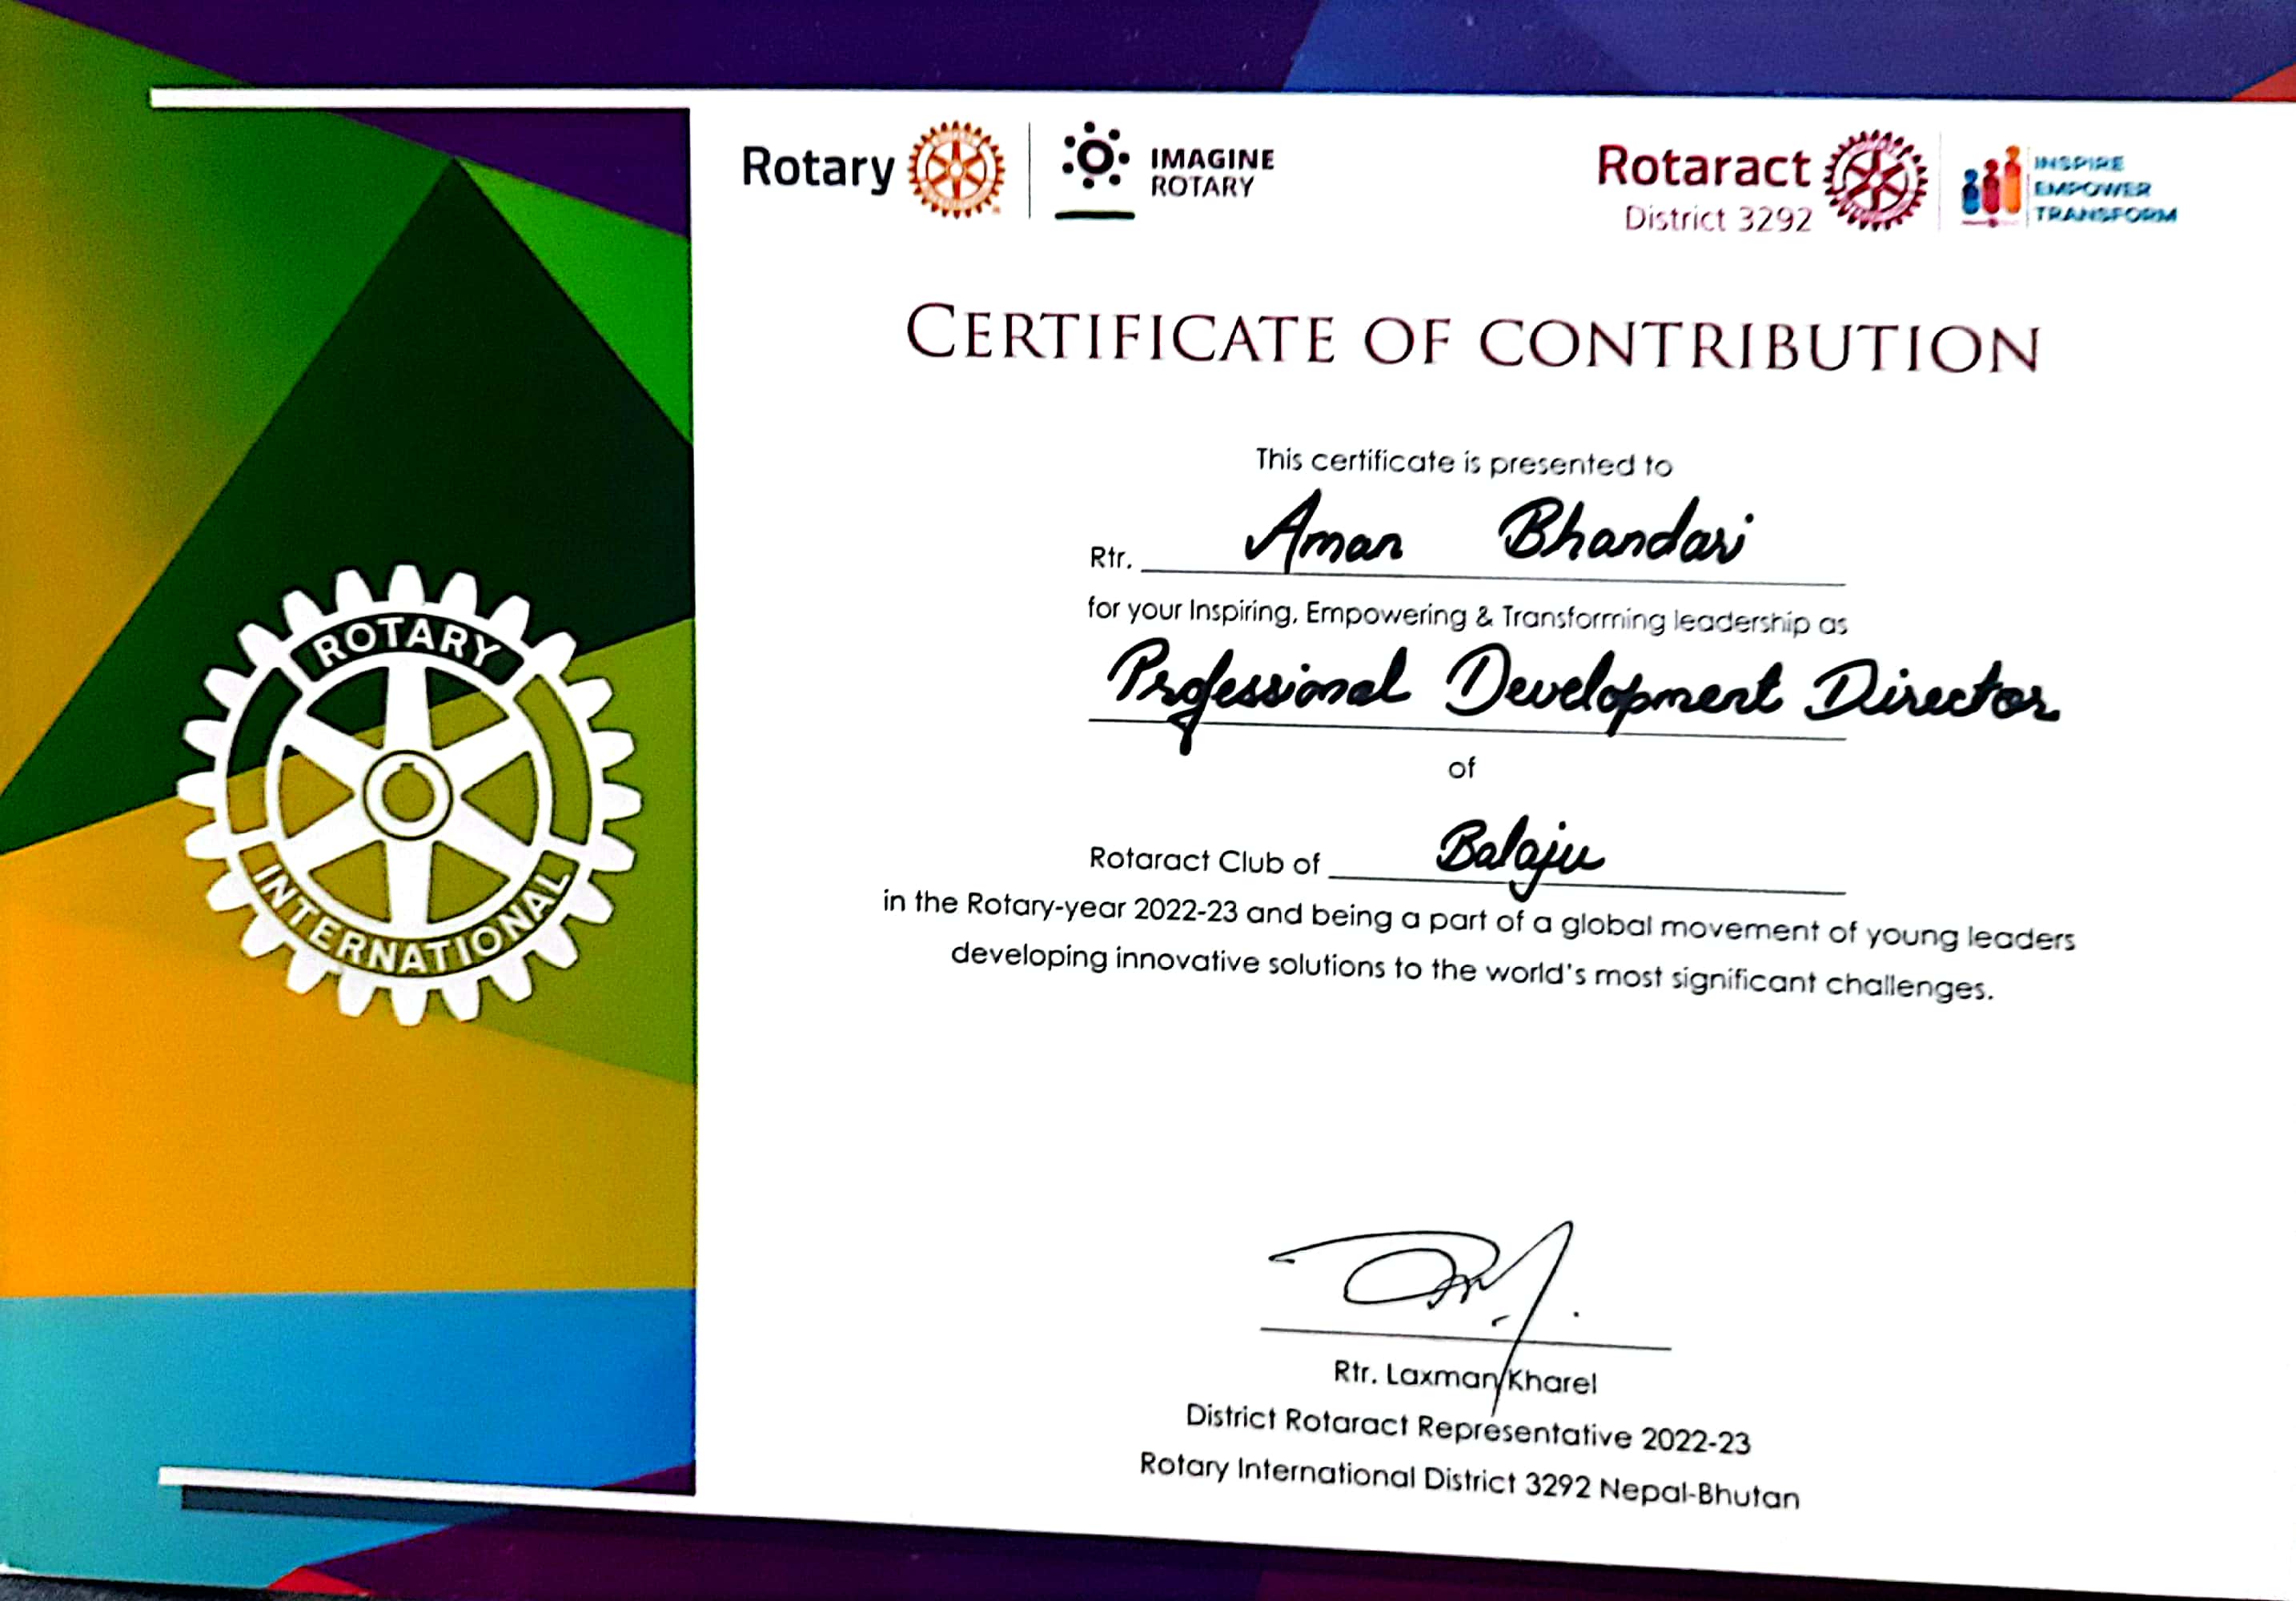 Rotary
IMAGINE
ROTARY
Rotaract
District 3292
INSPIRE
EMPOWER
TRANSFORM
CERTIFICATE OF CONTRIBUTION
This certificate is presented to
Rtr. Aman Bhandari
for your Inspiring, Empowering & Transforming leadership as
Professional Development Director
of
Rotaract Club of Balaju
in the Rotary-year 2022-23 and being a part of a global movement of young leaders
developing innovative solutions to the world's most significant challenges.
ROTARY
INTERNATIONAL
Rtr. Laxman Kharel
District Rotaract Representative 2022-23
Rotary International District 3292 Nepal-Bhutan